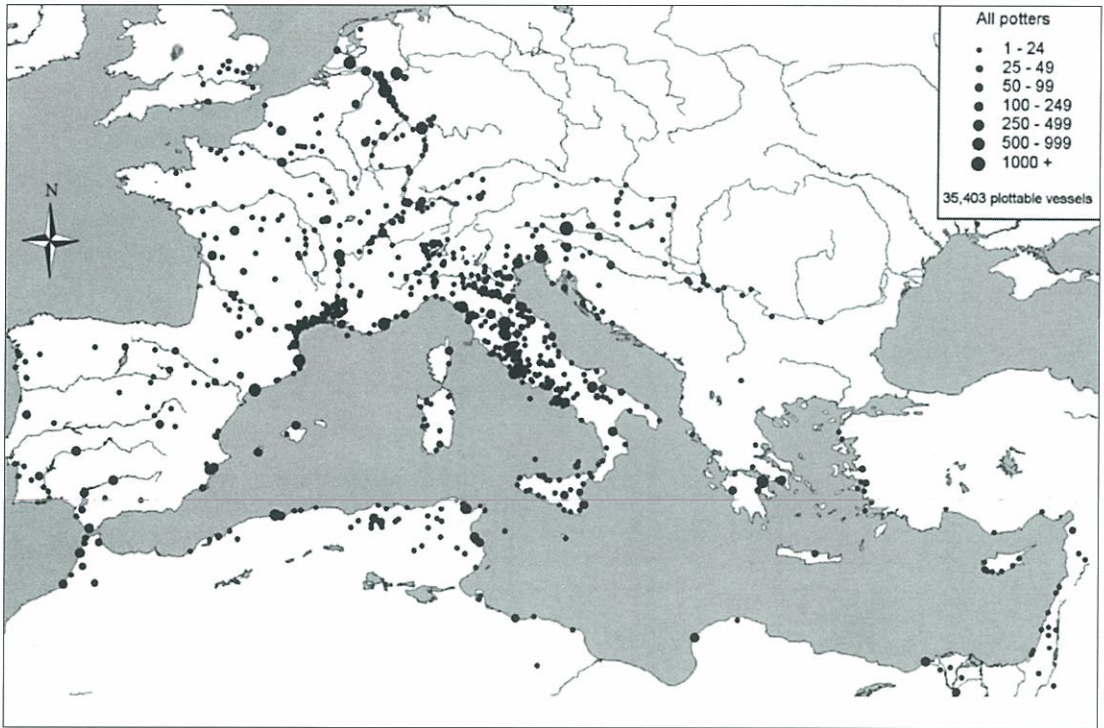 All potters
1 - 24
25 - 49
50 - 99
100 - 249
250 - 499
500 - 999
1000 +
35,403 plottable vessels
N